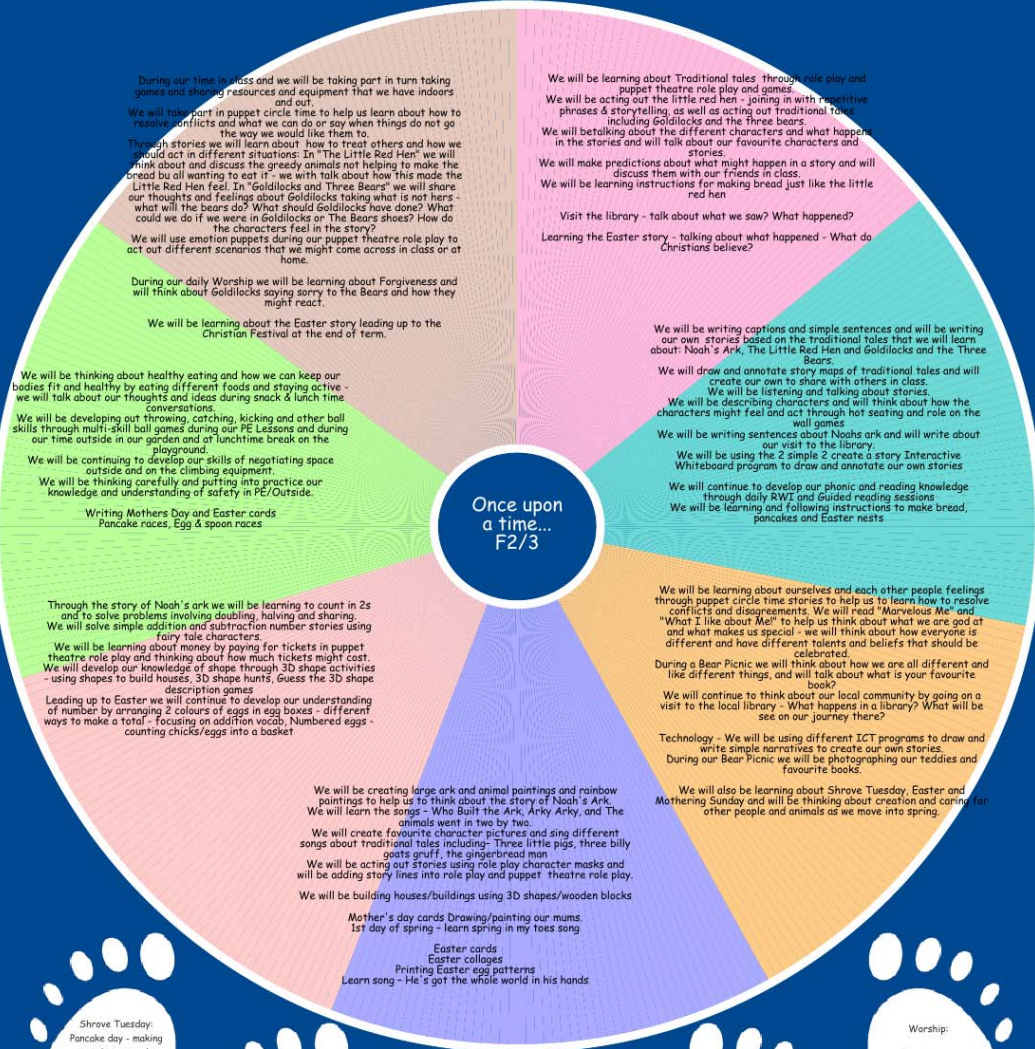 During our time in class and we will be taking part in turn taking
games and sharing resources and equipment that we have indoors
and out.
We will take part in puppet circle time to help us learn about how to
resolve conflicts and what we can do or say when things do not go
the way we would like them to.
Through stories we will learn about how to treat others and how we
should act in different situations: In "The Little Red Hen" we will
think about and discuss the greedy animals not helping to make the
bread bu all wanting to eat it - we with talk about how this made the
Little Red Hen feel. In "Goldilocks and Three Bears" we will share
our thoughts and feelings about Goldilocks taking what is not hers -
what will the bears do? What should Goldilocks have done? What
could we do if we were in Goldilocks or The Bears shoes? How do
the characters feel in the story?
We will use emotion puppets during our puppet theatre role play to
act out different scenarios that we might come across in class or at
home.
During our daily Worship we will be learning about Forgiveness and
will think about Goldilocks saying sorry to the Bears and how they
might react.
We will be learning about the Easter story leading up to the
Christian Festival at the end of term.
We will be learning about Traditional tales through role play and
puppet theatre role play and games.
We will be acting out the little red hen - joining in with repetitive
phrases & storytelling, as well as acting out traditional tales
including Goldilocks and the three bears.
We will betalking about the different characters and what happens
in the stories and will talk about our favourite characters and
stories.
We will make predictions about what might happen in a story and will
discuss them with our friends in class.
We will be learning instructions for making bread just like the little
red hen
Visit the library - talk about what we saw? What happened?
Learning the Easter story - talking about what happened - What do
Christians believe?
We will be writing captions and simple sentences and will be writing
our own stories based on the traditional tales that we will learn
about: Noah's Ark, The Little Red Hen and Goldilocks and the Three
Bears.
We will draw and annotate story maps of traditional tales and will
create our own to share with others in class.
We will be listening and talking about stories.
We will be describing characters and will think about how the
characters might feel and act through hot seating and role on the
wall games
We will be writing sentences about Noahs ark and will write about
our visit to the library.
We will be using the 2 simple 2 create a story Interactive
Whiteboard program to draw and annotate our own stories
We will continue to develop our phonic and reading knowledge
through daily RWI and Guided reading sessions
We will be learning and following instructions to make bread,
pancakes and Easter nests
We will be thinking about healthy eating and how we can keep our
bodies fit and healthy by eating different foods and staying active -
we will talk about our thoughts and ideas during snack & lunch time
conversations.
We will be developing out throwing, catching, kicking and other ball
skills through multi-skill ball games during our PE Lessons and during
our time outside in our garden and at lunchtime break on the
playground.
We will be continuing to develop our skills of negotiating space
outside and on the climbing equipment.
We will be thinking carefully and putting into practice our
knowledge and understanding of safety in PE/Outside.
Writing Mothers Day and Easter cards
Pancake races, Egg & spoon races
Once upon
a time...
F2/3
We will be learning about ourselves and each other people feelings
through puppet circle time stories to help us to learn how to resolve
conflicts and disagreements. We will read "Marvelous Me" and
"What I like about Me!" to help us think about what we are god at
and what makes us special - we will think about how everyone is
different and have different talents and beliefs that should be
celebrated.
During a Bear Picnic we will think about how we are all different and
like different things, and will talk about what is your favourite
book?
We will continue to think about our local community by going on a
visit to the local library - What happens in a library? What will be
see on our journey there?
Technology - We will be using different ICT programs to draw and
write simple narratives to create our own stories.
During our Bear Picnic we will be photographing our teddies and
favourite books.
We will also be learning about Shrove Tuesday, Easter and
Mothering Sunday and will be thinking about creation and caring for
other people and animals as we move into spring.
Through the story of Noah's ark we will be learning to count in 2s
and to solve problems involving doubling, halving and sharing.
We will solve simple addition and subtraction number stories using
fairy tale characters.
We will be learning about money by paying for tickets in puppet
theatre role play and thinking about how much tickets might cost.
We will develop our knowledge of shape through 3D shape activities
- using shapes to build houses, 3D shape hunts, Guess the 3D shape
description games
Leading up to Easter we will continue to develop our understanding
of number by arranging 2 colours of eggs in egg boxes - different
ways to make a total - focusing on addition vocab, Numbered eggs -
counting chicks/eggs into a basket
We will be creating large ark and animal paintings and rainbow
paintings to help us to think about the story of Noah's Ark.
We will learn the songs - Who Built the Ark, Arky Arky, and The
animals went in two by two.
We will create favourite character pictures and sing different
songs about traditional tales including- Three little pigs, three billy
goats gruff, the gingerbread man
We will be acting out stories using role play character masks and
will be adding story lines into role play and puppet theatre role play.
We will be building houses/buildings using 3D shapes/wooden blocks
Mother's day cards Drawing/painting our mums.
1st day of spring - learn spring in my toes song
Easter cards
Easter collages
Printing Easter egg patterns
Learn song - He's got the whole world in his hands
Shrove Tuesday:
Pancake day - making
Worship: